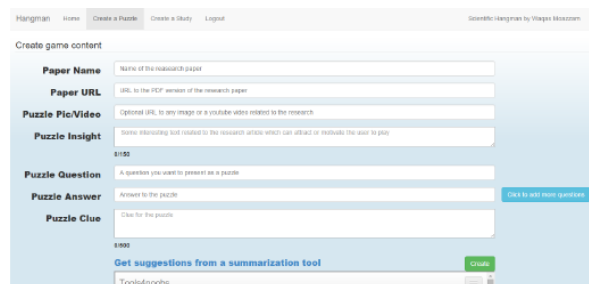 Hangman Home Create a Puzzle Create a Study Logout Scientific Hangman by Waqas Moazzam
Create game content
Paper Name Name of the reasearch paper
Paper URL URL to the PDF version of the research paper
Puzzle Pic/Video Optional URL to any image or a youtube video related to the research
Puzzle Insight Some interesting text related to the research article which can attract or motivate the user to play
0/150
Puzzle Question A question you want to present as a puzzle
Puzzle Answer Answer to the puzzle Click to add more questions
Puzzle Clue Clue for the puzzle
0/600
Get suggestions from a summarization tool Create
Tools4noobs